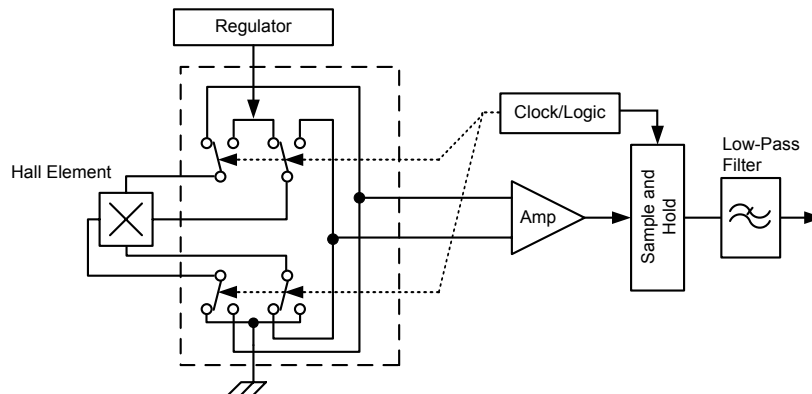 Regulator
Clock/Logic
Low-Pass
Filter
Hall Element
Amp
Sample and
Hold